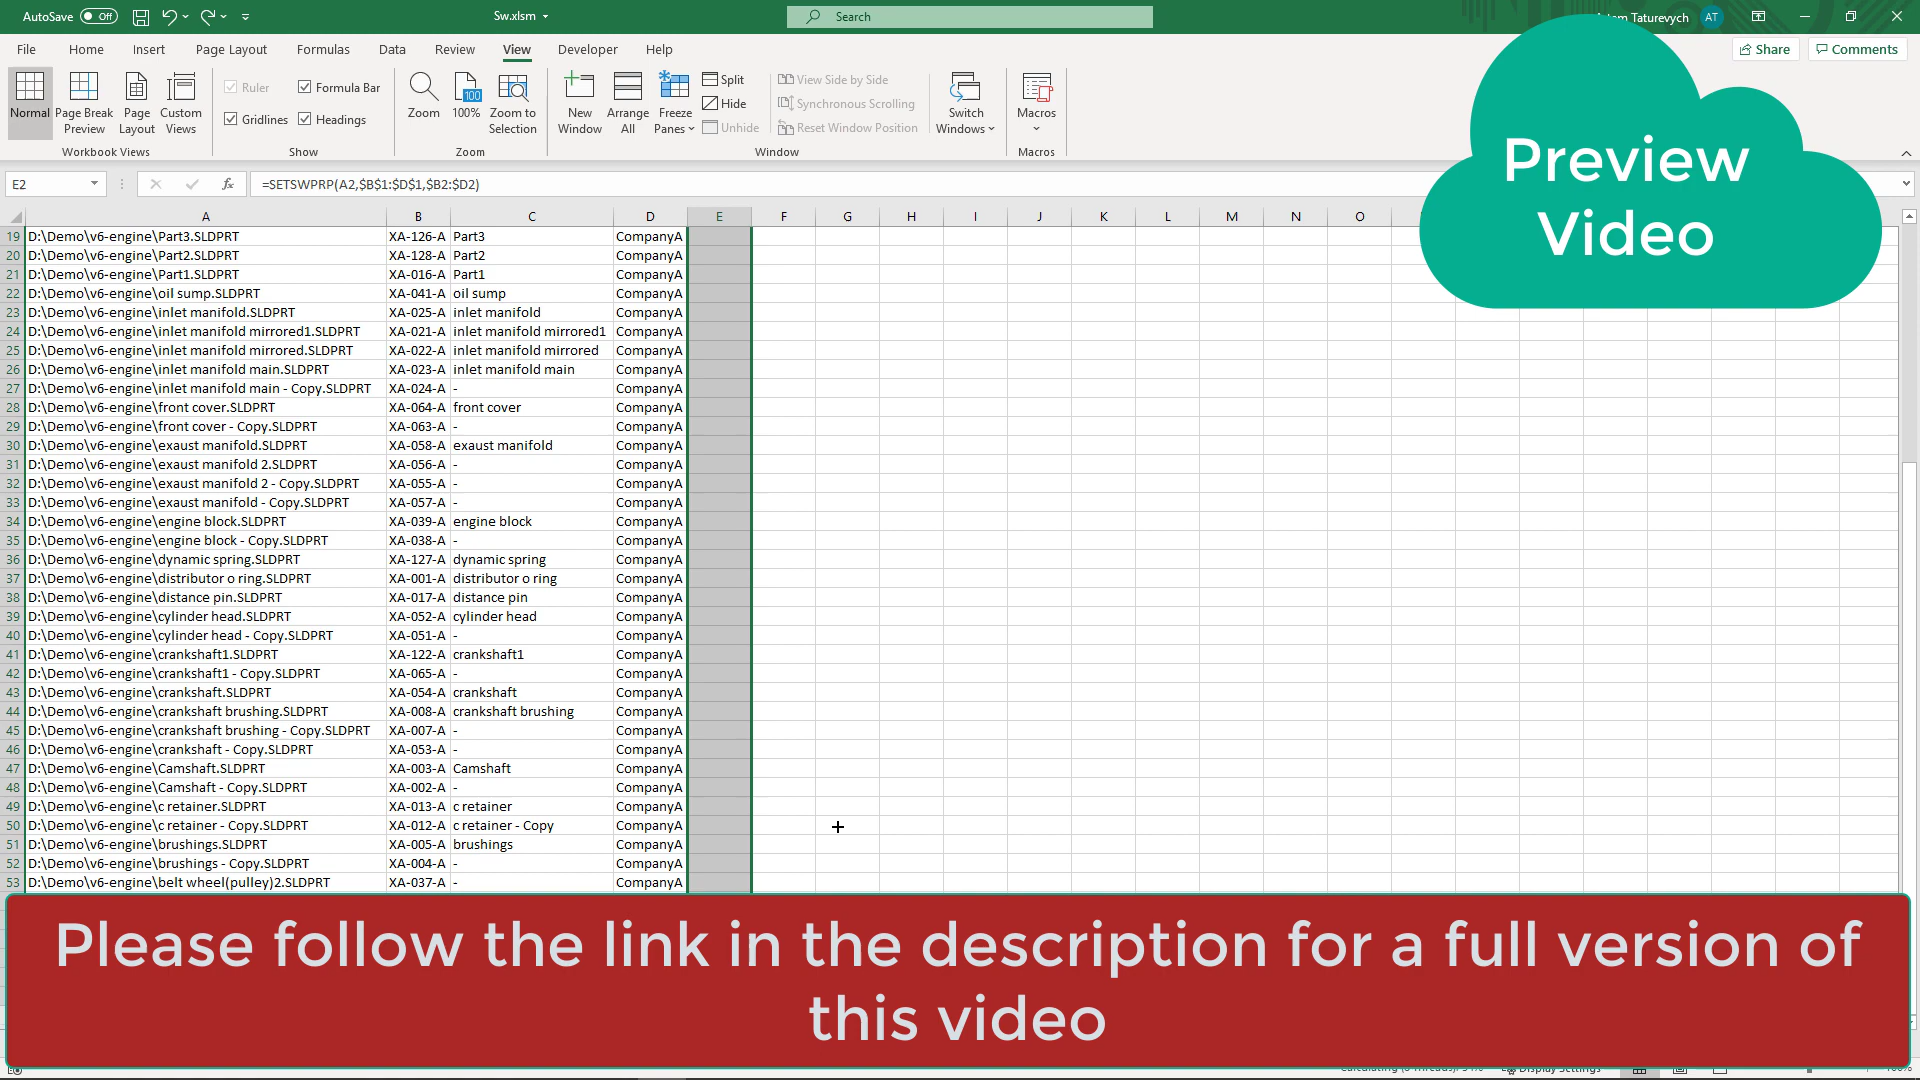 AutoSave Off Sw.xlsm Search Adam Taturevych AT
File Home Insert Page Layout Formulas Data Review View Developer Help Share Comments
Normal
Page Break Preview
Page Layout
Custom Views
Workbook Views
Ruler Formula Bar
Gridlines Headings
Show
Zoom
100
100%
Zoom to Selection
Zoom
New Window
Arrange All
Freeze Panes
Split
Hide
Unhide
View Side by Side
Synchronous Scrolling
Reset Window Position
Switch Windows
Window
Macros
Macros
Preview
Video
E2 fx =SETSWPRP(A2,$B$1:$D$1,$B2:$D2)
A B C D E F G H I J K L M N O
19 D:\Demo\v6-engine\Part3.SLDPRT XA-126-A Part3 CompanyA
20 D:\Demo\v6-engine\Part2.SLDPRT XA-128-A Part2 CompanyA
21 D:\Demo\v6-engine\Part1.SLDPRT XA-016-A Part1 CompanyA
22 D:\Demo\v6-engine\oil sump.SLDPRT XA-041-A oil sump CompanyA
23 D:\Demo\v6-engine\inlet manifold.SLDPRT XA-025-A inlet manifold CompanyA
24 D:\Demo\v6-engine\inlet manifold mirrored1.SLDPRT XA-021-A inlet manifold mirrored1 CompanyA
25 D:\Demo\v6-engine\inlet manifold mirrored.SLDPRT XA-022-A inlet manifold mirrored CompanyA
26 D:\Demo\v6-engine\inlet manifold main.SLDPRT XA-023-A inlet manifold main CompanyA
27 D:\Demo\v6-engine\inlet manifold main - Copy.SLDPRT XA-024-A - CompanyA
28 D:\Demo\v6-engine\front cover.SLDPRT XA-064-A front cover CompanyA
29 D:\Demo\v6-engine\front cover - Copy.SLDPRT XA-063-A - CompanyA
30 D:\Demo\v6-engine\exaust manifold.SLDPRT XA-058-A exaust manifold CompanyA
31 D:\Demo\v6-engine\exaust manifold 2.SLDPRT XA-056-A - CompanyA
32 D:\Demo\v6-engine\exaust manifold 2 - Copy.SLDPRT XA-055-A - CompanyA
33 D:\Demo\v6-engine\exaust manifold - Copy.SLDPRT XA-057-A - CompanyA
34 D:\Demo\v6-engine\engine block.SLDPRT XA-039-A engine block CompanyA
35 D:\Demo\v6-engine\engine block - Copy.SLDPRT XA-038-A - CompanyA
36 D:\Demo\v6-engine\dynamic spring.SLDPRT XA-127-A dynamic spring CompanyA
37 D:\Demo\v6-engine\distributor o ring.SLDPRT XA-001-A distributor o ring CompanyA
38 D:\Demo\v6-engine\distance pin.SLDPRT XA-017-A distance pin CompanyA
39 D:\Demo\v6-engine\cylinder head.SLDPRT XA-052-A cylinder head CompanyA
40 D:\Demo\v6-engine\cylinder head - Copy.SLDPRT XA-051-A - CompanyA
41 D:\Demo\v6-engine\crankshaft1.SLDPRT XA-122-A crankshaft1 CompanyA
42 D:\Demo\v6-engine\crankshaft1 - Copy.SLDPRT XA-065-A - CompanyA
43 D:\Demo\v6-engine\crankshaft.SLDPRT XA-054-A crankshaft CompanyA
44 D:\Demo\v6-engine\crankshaft brushing.SLDPRT XA-008-A crankshaft brushing CompanyA
45 D:\Demo\v6-engine\crankshaft brushing - Copy.SLDPRT XA-007-A - CompanyA
46 D:\Demo\v6-engine\crankshaft - Copy.SLDPRT XA-053-A - CompanyA
47 D:\Demo\v6-engine\Camshaft.SLDPRT XA-003-A Camshaft CompanyA
48 D:\Demo\v6-engine\Camshaft - Copy.SLDPRT XA-002-A - CompanyA
49 D:\Demo\v6-engine\c retainer.SLDPRT XA-013-A c retainer CompanyA
50 D:\Demo\v6-engine\c retainer - Copy.SLDPRT XA-012-A c retainer - Copy CompanyA
51 D:\Demo\v6-engine\brushings.SLDPRT XA-005-A brushings CompanyA
52 D:\Demo\v6-engine\brushings - Copy.SLDPRT XA-004-A - CompanyA
53 D:\Demo\v6-engine\belt wheel(pulley)2.SLDPRT XA-037-A - CompanyA
Please follow the link in the description for a full version of
this video
Display Settings